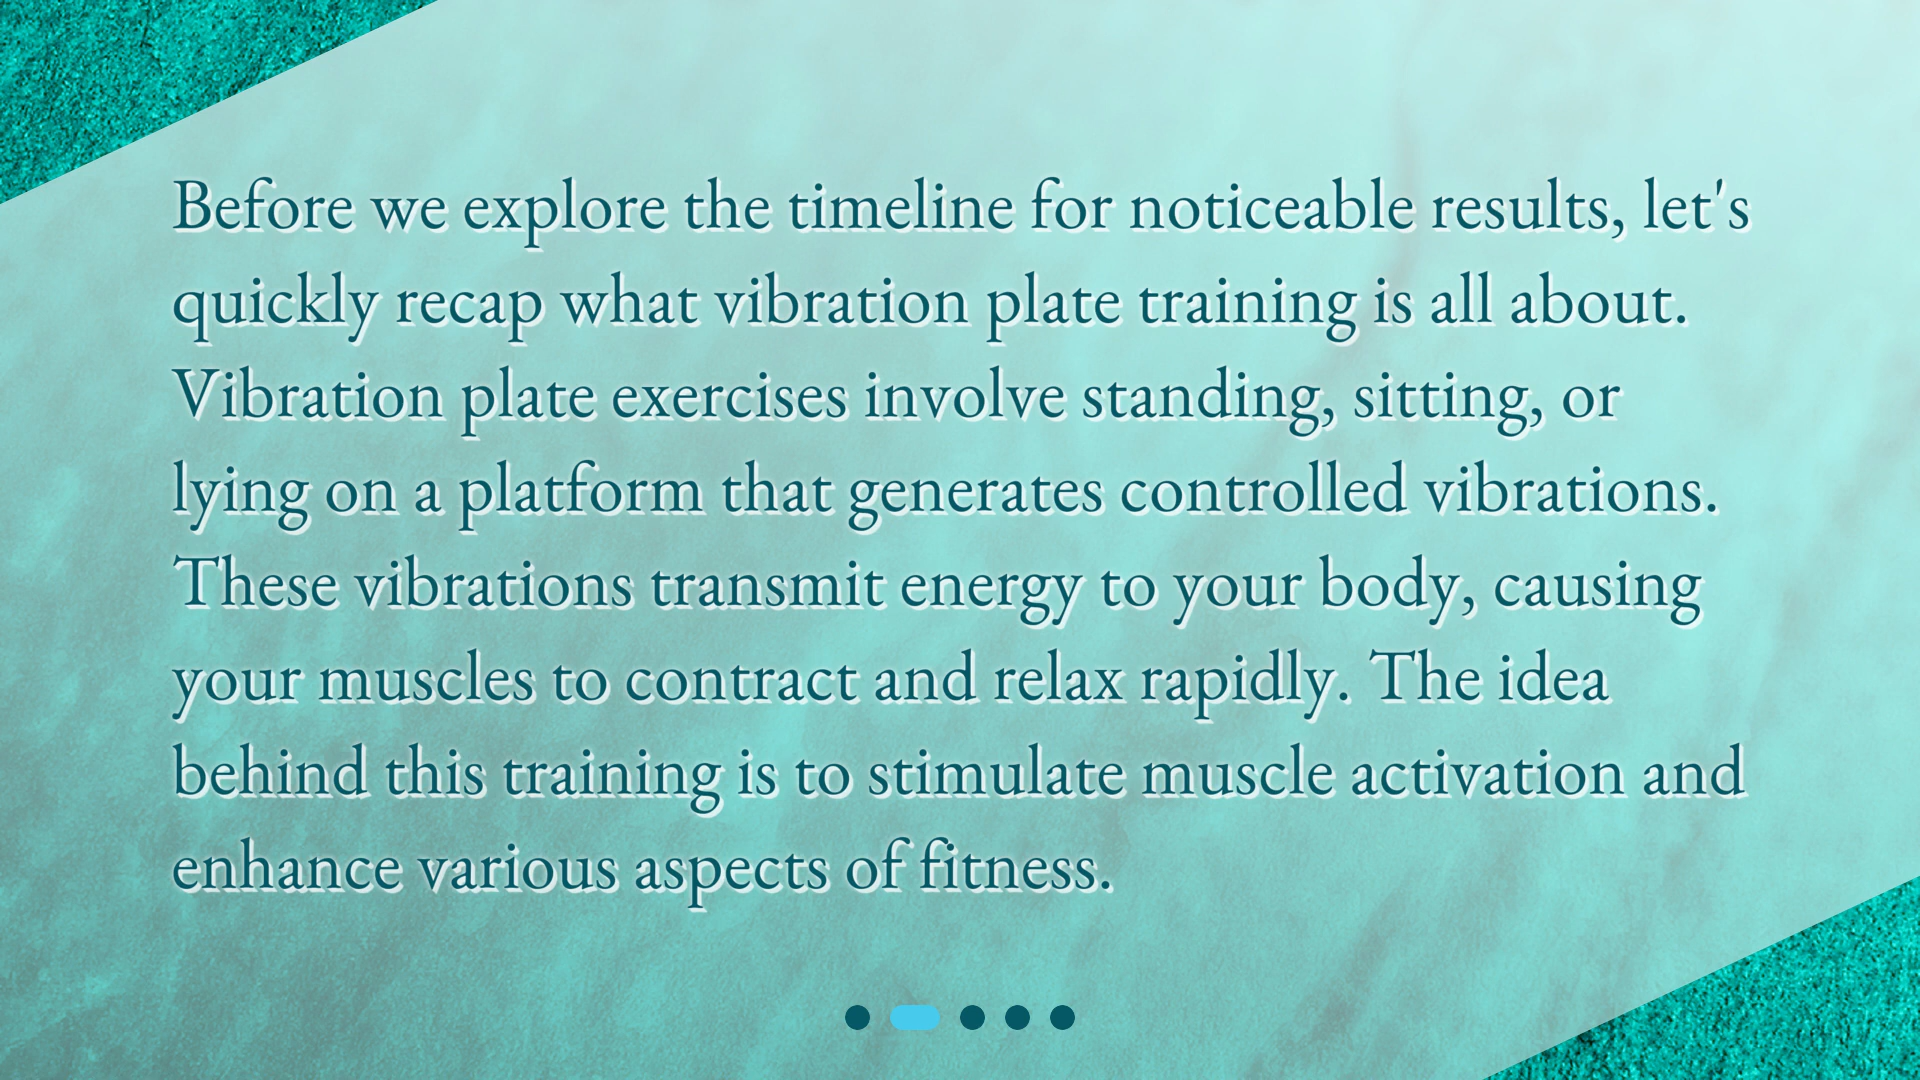 Before we explore the timeline for noticeable results, let's
quickly recap what vibration plate training is all about.
Vibration plate exercises involve standing, sitting, or
lying on a platform that generates controlled vibrations.
These vibrations transmit energy to your body, causing
your muscles to contract and relax rapidly. The idea
behind this training is to stimulate muscle activation and
enhance various aspects of fitness.